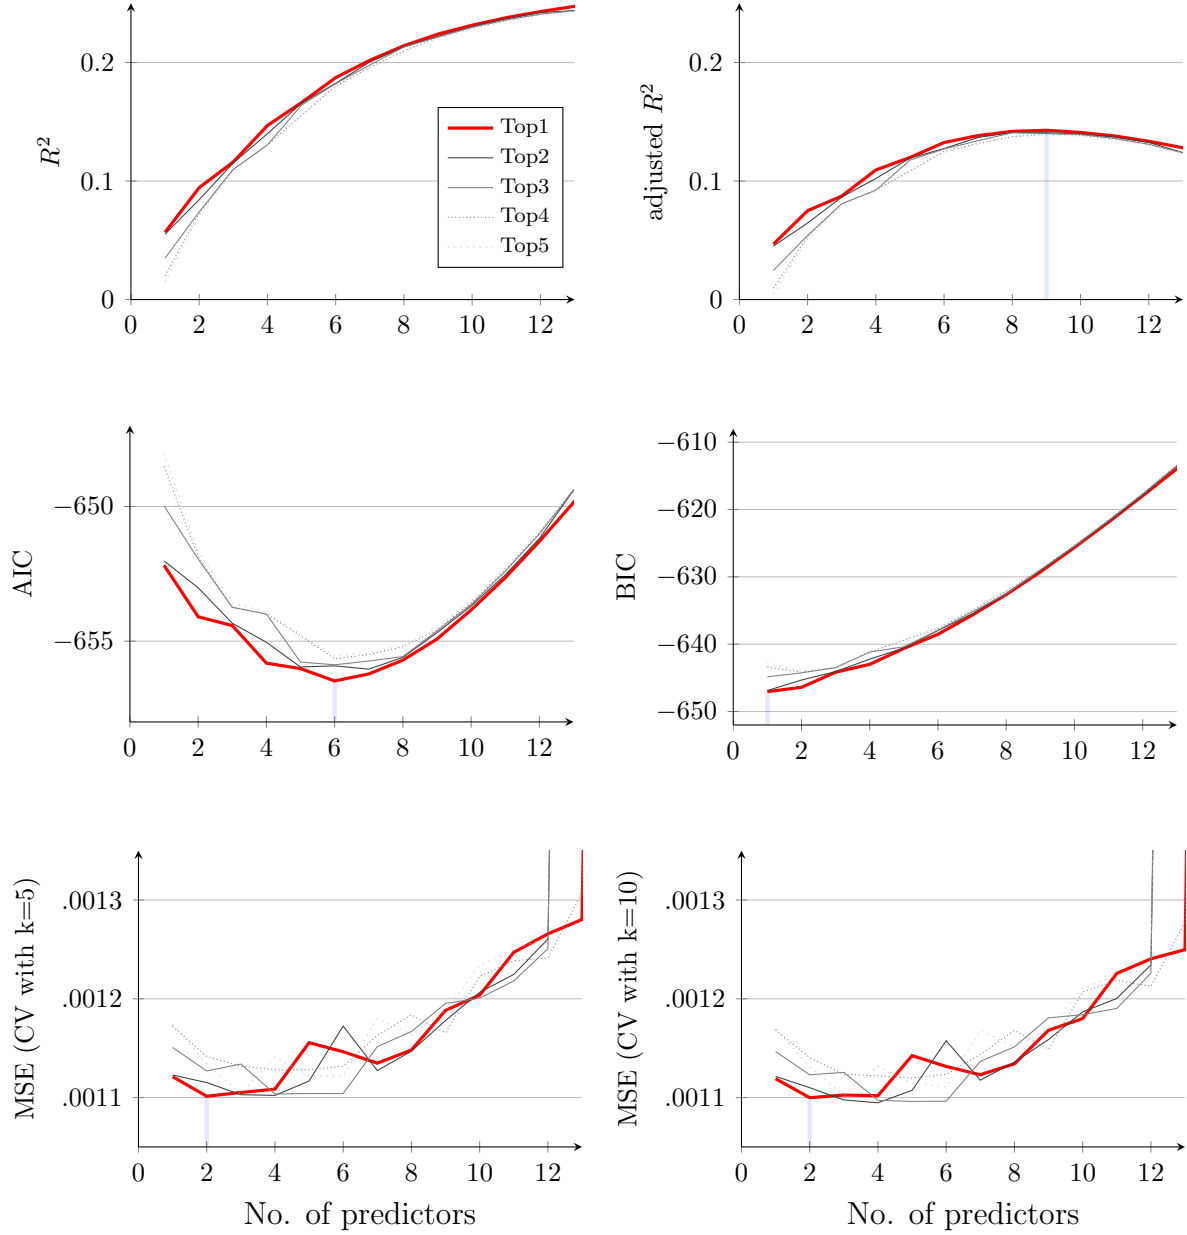 R²
0.2
0.1
0
0 2 4 6 8 10 12
Top1
Top2
Top3
Top4
Top5
adjusted R²
0.2
0.1
0
0 2 4 6 8 10 12
AIC
−650
−655
0 2 4 6 8 10 12
BIC
−610
−620
−630
−640
−650
0 2 4 6 8 10 12
MSE (CV with k=5)
.0013
.0012
.0011
0 2 4 6 8 10 12
No. of predictors
MSE (CV with k=10)
.0013
.0012
.0011
0 2 4 6 8 10 12
No. of predictors